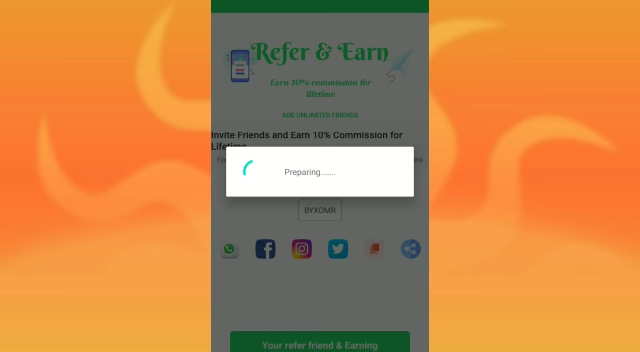 Refer & Earn
Earn 10% commission for
lifetime
ADD UNLIMITED FRIENDS
Invite Friends and Earn 10% Commission for
Lifetime
Preparing.......
BYXOMR
Your refer friend & Earning